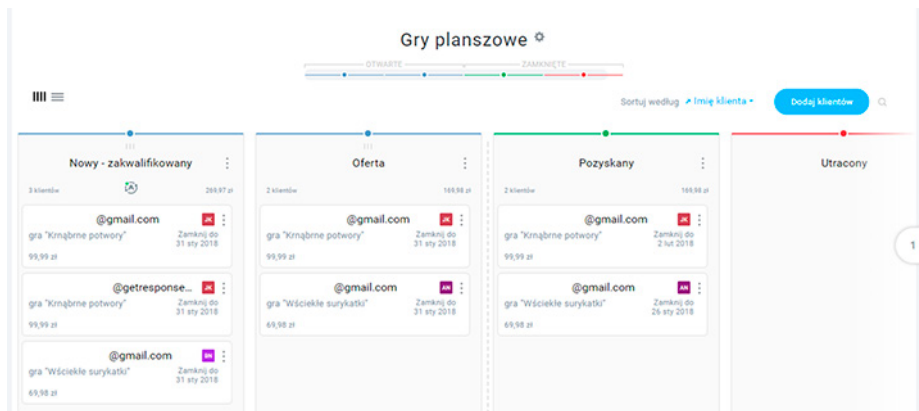 Gry planszowe
OTWARTE
ZAMKNIĘTE
Sortuj według Imię klienta
Dodaj klientów
Nowy - zakwalifikowany
3 klientów
269,97 zł
@gmail.com
JK
gra "Krnąbrne potwory"
Zamknij do
31 sty 2018
99,99 zł
@getresponse...
JK
gra "Krnąbrne potwory"
Zamknij do
31 sty 2018
99,99 zł
@gmail.com
gra "Wściekłe surykatki"
Zamknij do
31 sty 2018
69,98 zł
Oferta
2 klientów
169,98 zł
@gmail.com
JK
gra "Krnąbrne potwory"
Zamknij do
31 sty 2018
99,99 zł
@gmail.com
AN
gra "Wściekłe surykatki"
Zamknij do
31 sty 2018
69,98 zł
Pozyskany
2 klientów
169,98 zł
@gmail.com
JK
gra "Krnąbrne potwory"
Zamknij do
2 lut 2018
99,99 zł
@gmail.com
AN
gra "Wściekłe surykatki"
Zamknij do
26 sty 2018
69,98 zł
Utracony
1